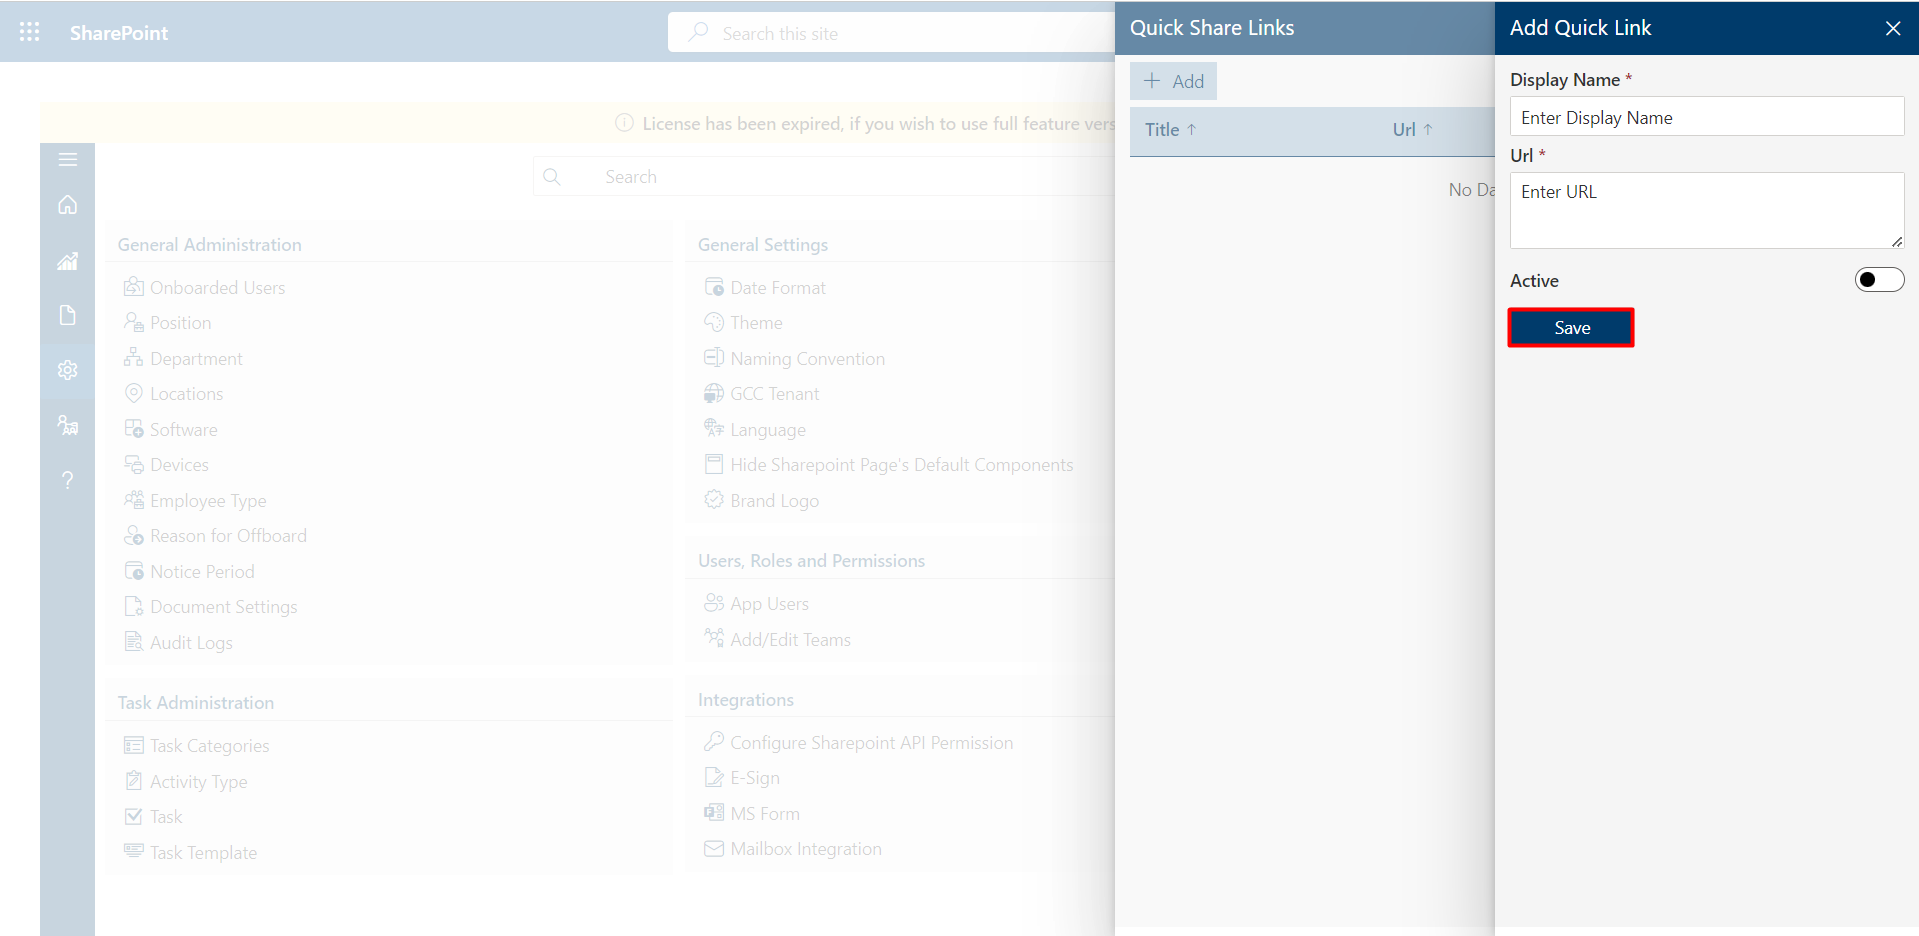 SharePoint
Search this site
License has been expired, if you wish to use full feature
Search
General Administration
Onboarded Users
Position
Department
Locations
Software
Devices
Employee Type
Reason for Offboard
Notice Period
Document Settings
Audit Logs
Task Administration
Task Categories
Activity Type
Task
Task Template
General Settings
Date Format
Theme
Naming Convention
GCC Tenant
Language
Hide Sharepoint Page's Default Components
Brand Logo
Users, Roles and Permissions
App Users
Add/Edit Teams
Integrations
Configure Sharepoint API Permission
E-Sign
MS Form
Mailbox Integration
Quick Share Links
Add
Title ↑ Url ↑
No
Add Quick Link
Display Name *
Enter Display Name
Url *
Enter URL
Active
Save